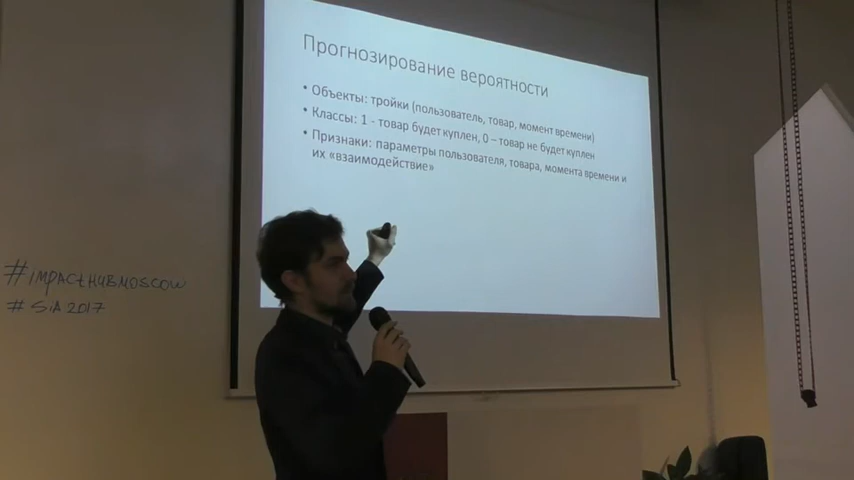 Прогнозирование вероятности
• Объекты: тройки (пользователь, товар, момент времени)
• Классы: 1 - товар будет куплен, 0 – товар не будет куплен
• Признаки: параметры пользователя, товара, момента времени и
их «взаимодействие»
#IMPACTHUBMOSCOW
# SiA 2017